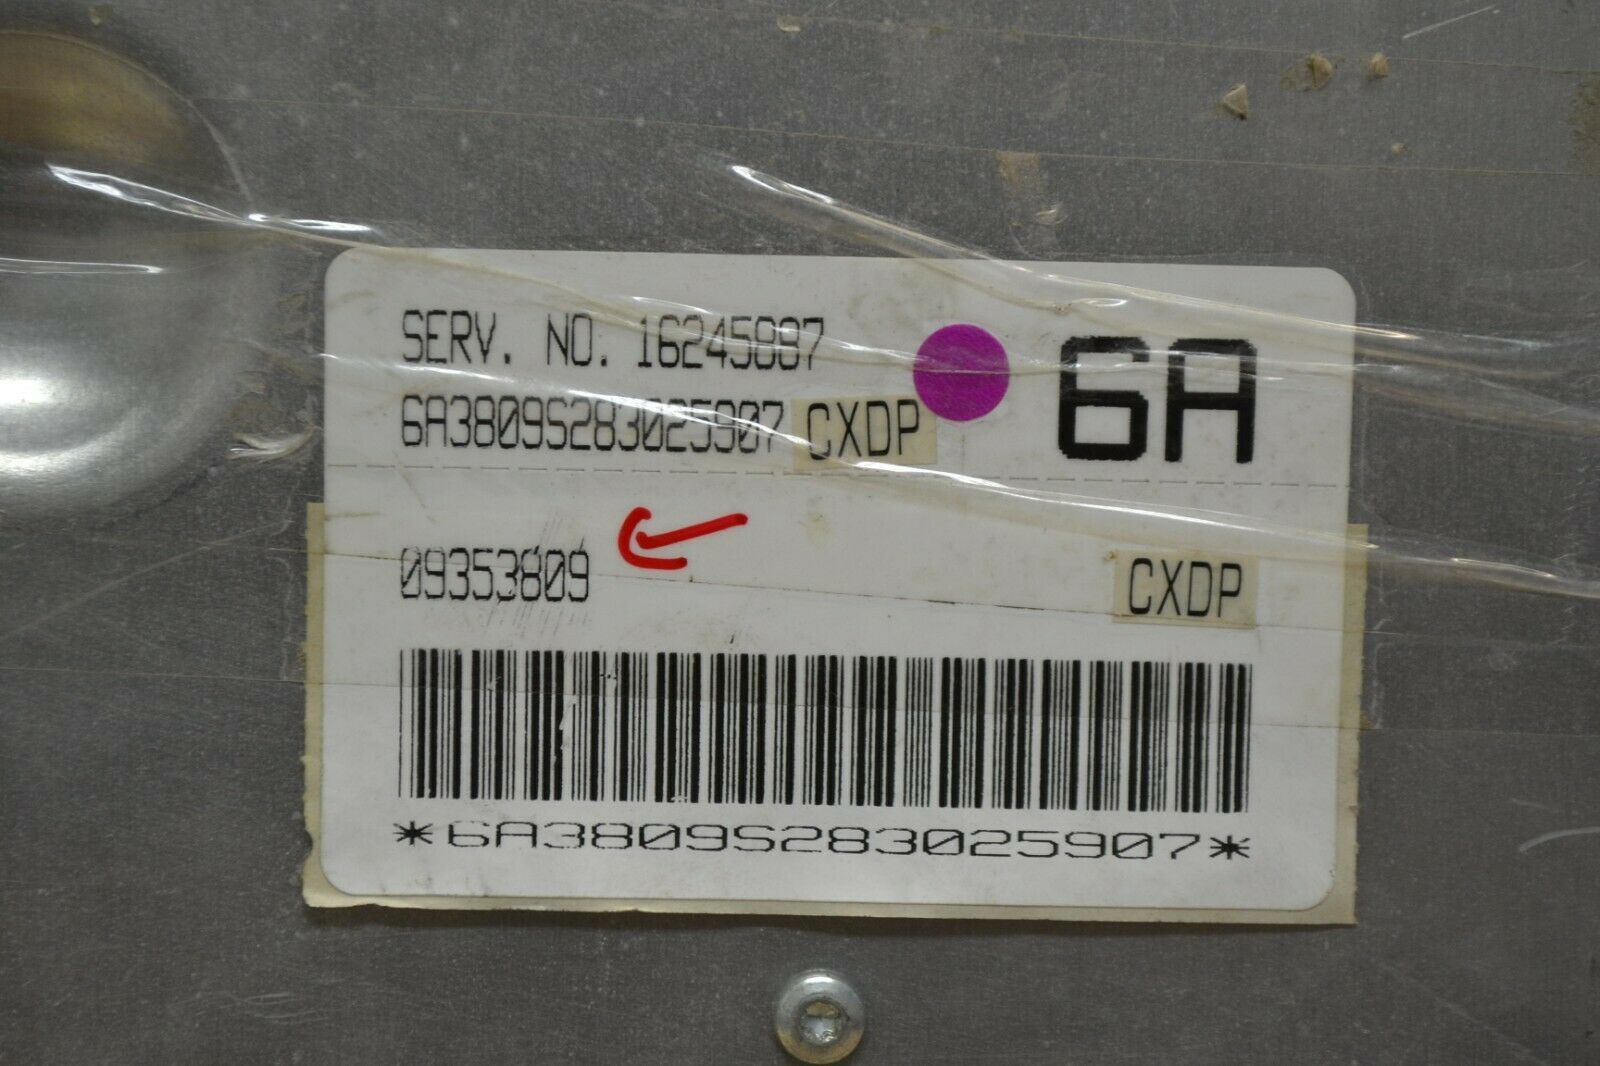 SERV. NO. 16245887
6A3809S283025907 CXDP
6A
09353809
CXDP
*6A3809S283025907*